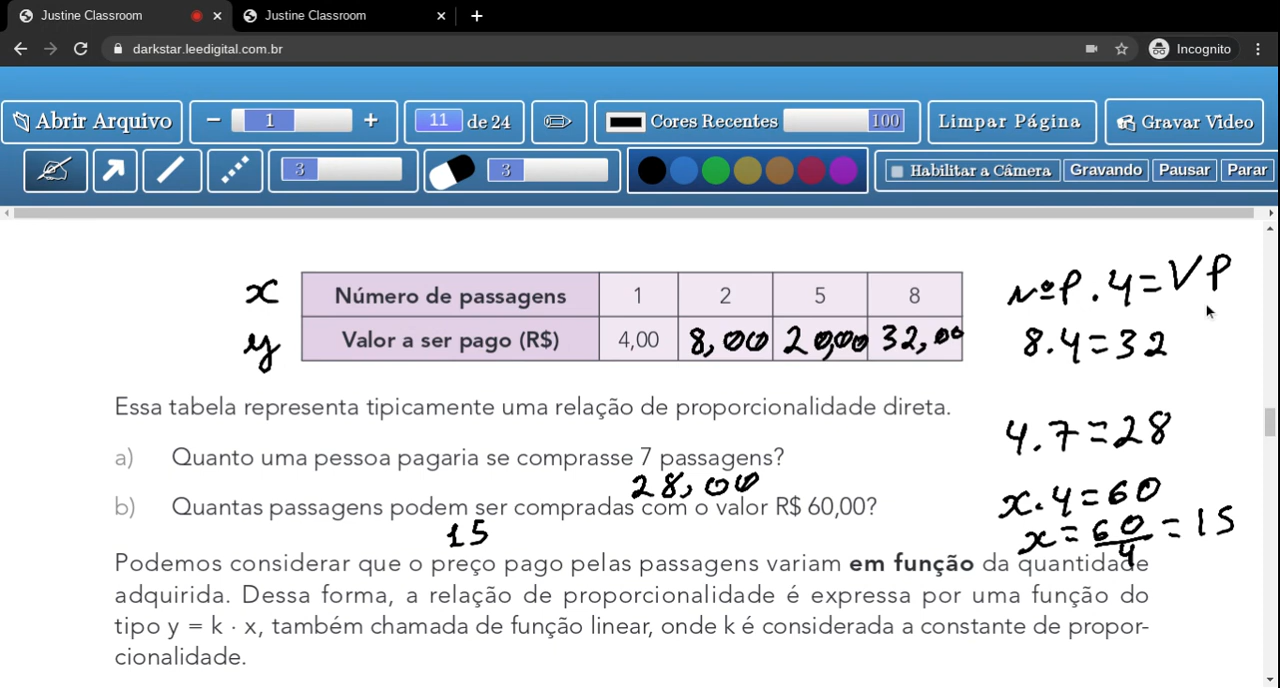 Justine Classroom
Justine Classroom
darkstar.leedigital.com.br
Incognito
Abrir Arquivo
− 1 +
11 de 24
Cores Recentes 100
Limpar Página
Gravar Video
3
3
Habilitar a Câmera
Gravando
Pausar
Parar
x Número de passagens 1 2 5 8
y Valor a ser pago (R$) 4,00 8,00 20,00 32,00
nºP . 4 = VP
8.4=32
Essa tabela representa tipicamente uma relação de proporcionalidade direta.
4.7=28
a) Quanto uma pessoa pagaria se comprasse 7 passagens?
28,00
x.4=60
b) Quantas passagens podem ser compradas com o valor R$ 60,00?
15
x = 60/4 = 15
Podemos considerar que o preço pago pelas passagens variam em função da quantidade
adquirida. Dessa forma, a relação de proporcionalidade é expressa por uma função do
tipo y = k · x, também chamada de função linear, onde k é considerada a constante de propor-
cionalidade.